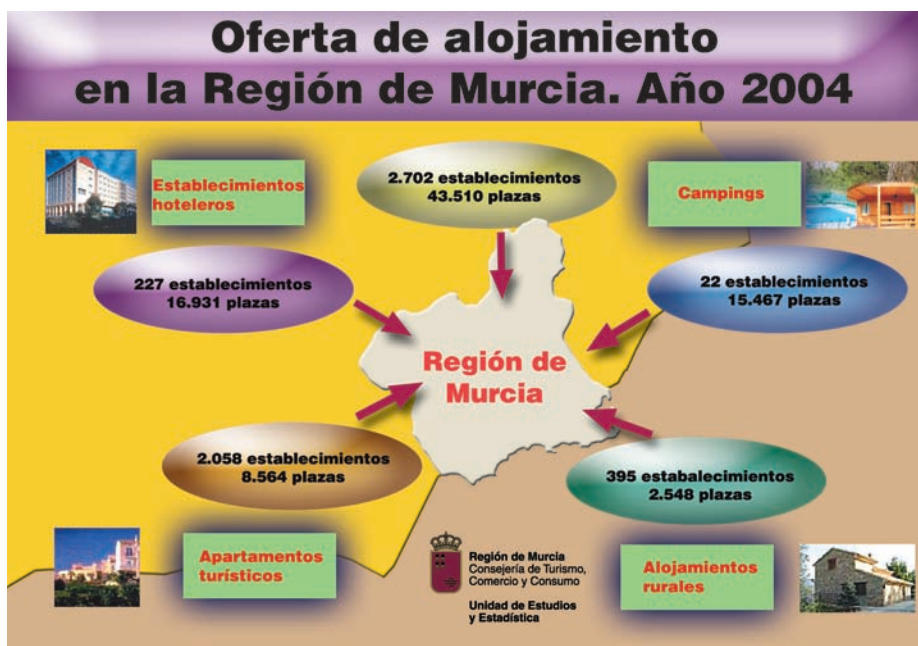 Oferta de alojamiento
en la Región de Murcia. Año 2004
Establecimientos
hoteleros
2.702 establecimientos
43.510 plazas
Campings
227 establecimientos
16.931 plazas
22 establecimientos
15.467 plazas
Región de
Murcia
2.058 establecimientos
8.564 plazas
395 estabalecimientos
2.548 plazas
Apartamentos
turísticos
Región de Murcia
Consejería de Turismo,
Comercio y Consumo
Unidad de Estudios
y Estadística
Alojamientos
rurales